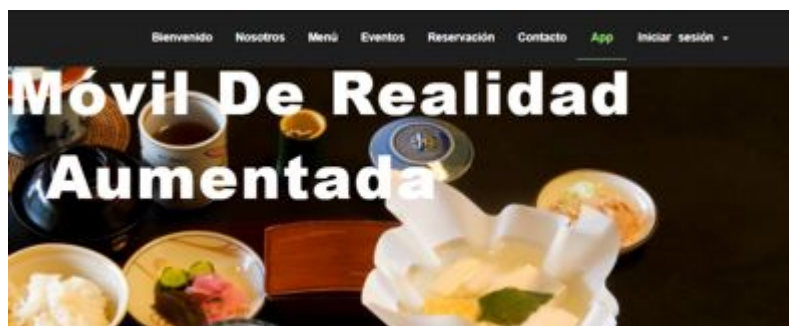 Bienvenido Nosotros Menú Eventos Reservación Contacto App Iniciar sesión
Móvil De Realidad
Aumentada